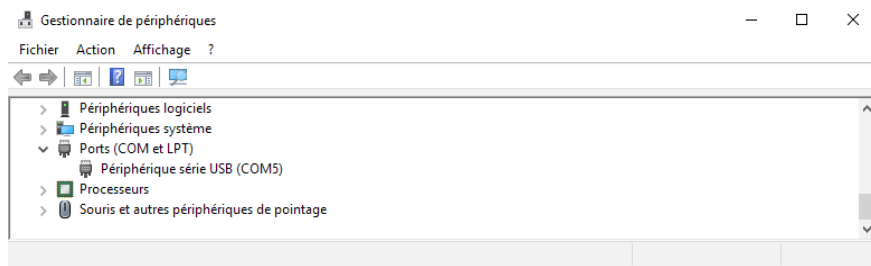 Gestionnaire de périphériques
Fichier Action Affichage ?
Périphériques logiciels
Périphériques système
Ports (COM et LPT)
Périphérique série USB (COM5)
Processeurs
Souris et autres périphériques de pointage